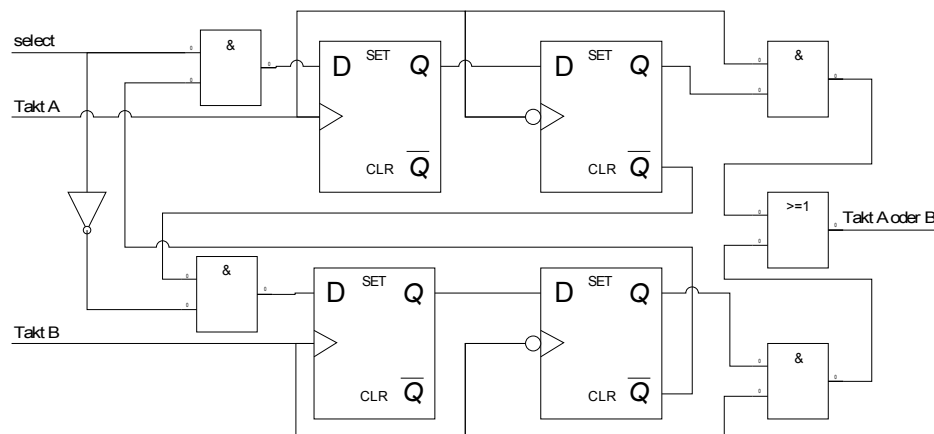 select
&
D SET Q
D SET Q
&
Takt A
CLR Q
CLR Q
>=1
Takt A oder B
&
D SET Q
D SET Q
Takt B
&
CLR Q
CLR Q